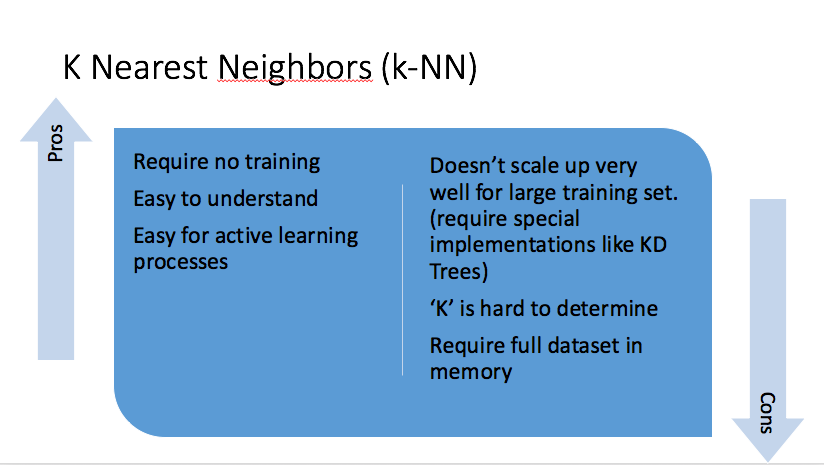 K Nearest Neighbors (k-NN)
Pros
Require no training
Easy to understand
Easy for active learning
processes
Doesn’t scale up very
well for large training set.
(require special
implementations like KD
Trees)
‘K’ is hard to determine
Require full dataset in
memory
Cons